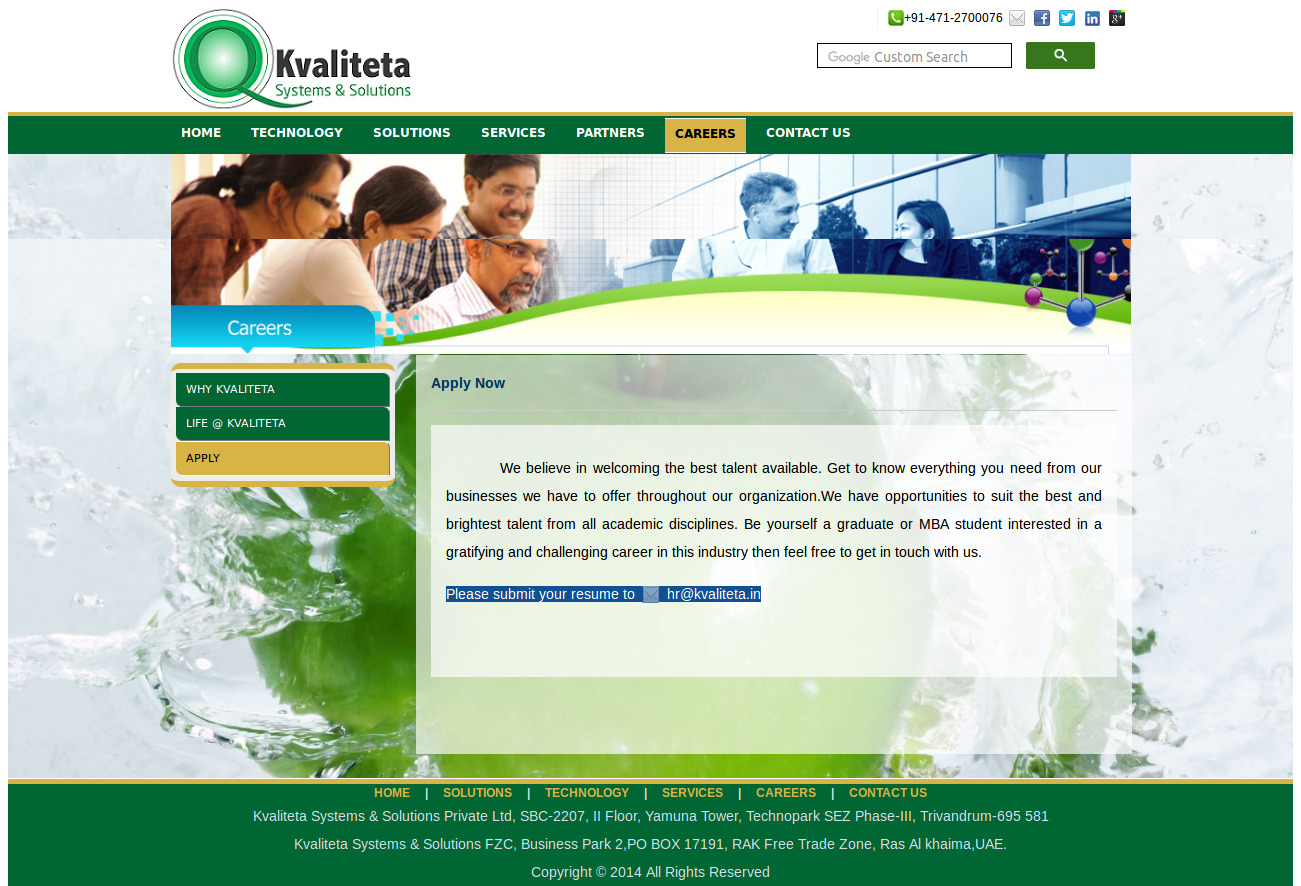 Kvaliteta
Systems & Solutions
+91-471-2700076
Google Custom Search
HOME TECHNOLOGY SOLUTIONS SERVICES PARTNERS CAREERS CONTACT US
Careers
WHY KVALITETA
LIFE @ KVALITETA
APPLY
Apply Now
We believe in welcoming the best talent available. Get to know everything you need from our
businesses we have to offer throughout our organization.We have opportunities to suit the best and
brightest talent from all academic disciplines. Be yourself a graduate or MBA student interested in a
gratifying and challenging career in this industry then feel free to get in touch with us.
Please submit your resume to hr@kvaliteta.in
HOME | SOLUTIONS | TECHNOLOGY | SERVICES | CAREERS | CONTACT US
Kvaliteta Systems & Solutions Private Ltd, SBC-2207, II Floor, Yamuna Tower, Technopark SEZ Phase-III, Trivandrum-695 581
Kvaliteta Systems & Solutions FZC, Business Park 2,PO BOX 17191, RAK Free Trade Zone, Ras Al khaima,UAE.
Copyright © 2014 All Rights Reserved